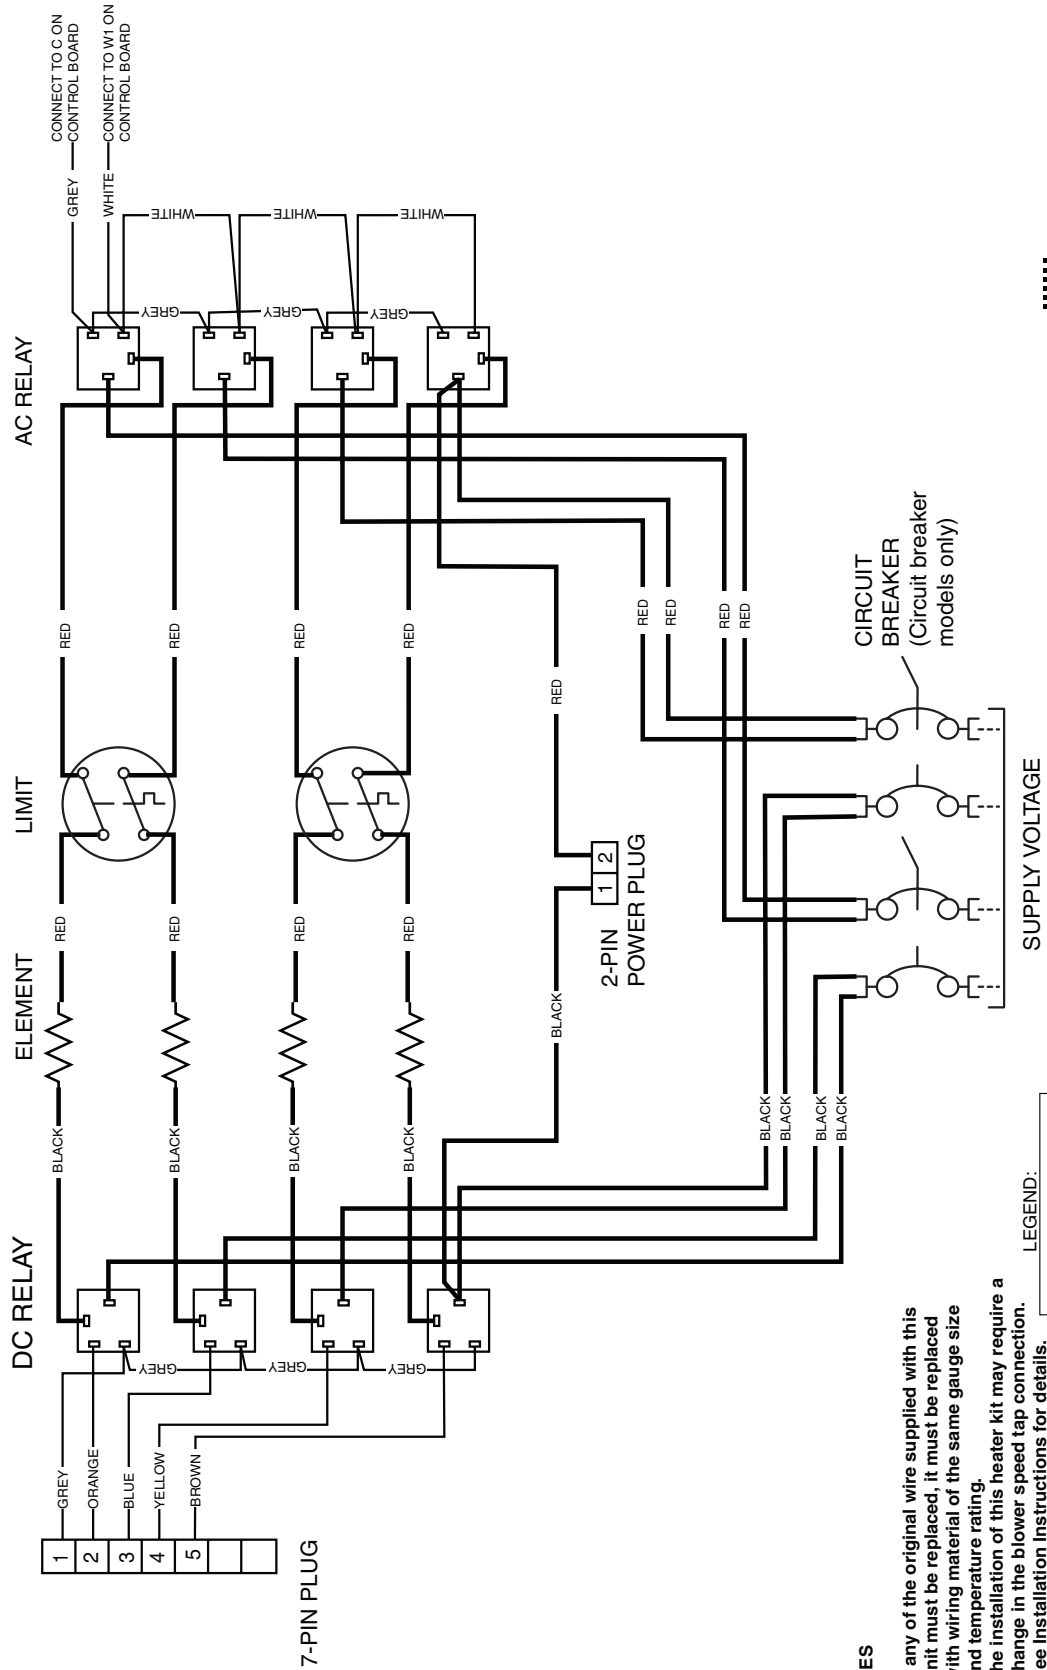 CONNECT TO C ON
CONTROL BOARD
GREY
CONNECT TO W1 ON
CONTROL BOARD
WHITE
WHITE
WHITE
WHITE
GREY
GREY
GREY
AC RELAY
RED
RED
RED
RED
LIMIT
RED
RED
RED
RED
ELEMENT
BLACK
BLACK
BLACK
BLACK
DC RELAY
GREY
GREY
GREY
GREY
ORANGE
BLUE
YELLOW
BROWN
1
2
3
4
5
7-PIN PLUG
RED
BLACK
1 2
2-PIN
POWER PLUG
RED
RED
RED
RED
BLACK
BLACK
BLACK
BLACK
CIRCUIT
BREAKER
(Circuit breaker
models only)
SUPPLY VOLTAGE
LEGEND:
ES
any of the original wire supplied with this
nit must be replaced, it must be replaced
ith wiring material of the same gauge size
nd temperature rating.
he installation of this heater kit may require a
hange in the blower speed tap connection.
ee Installation Instructions for details.